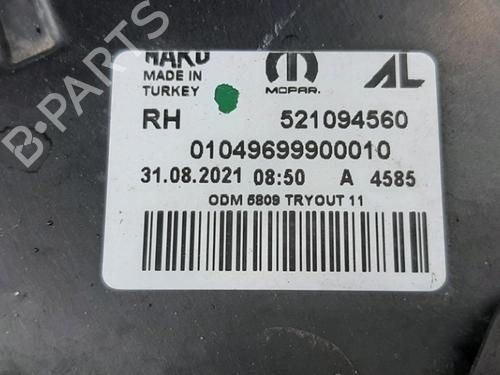 MAKO
MOPAR.
AL
MADE IN
TURKEY
RH 521094560
01049699900010
31.08.2021 08:50 A 4585
ODM 5809 TRYOUT 11
B-PARTS